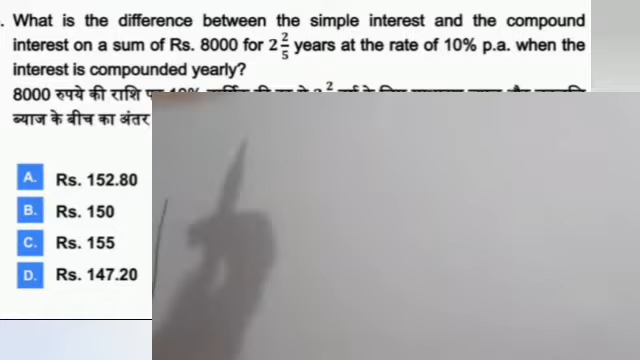 . What is the difference between the simple interest and the compound
interest on a sum of Rs. 8000 for 2 2/5 years at the rate of 10% p.a. when the
interest is compounded yearly?
8000 रुपये की राशि
ब्याज के बीच का अंतर
A. Rs. 152.80
B. Rs. 150
C. Rs. 155
D. Rs. 147.20